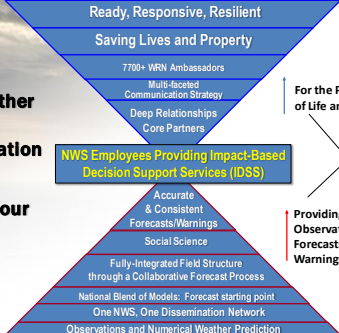 Ready, Responsive, Resilient
Saving Lives and Property
7700+ WRN Ambassadors
Multi-faceted
Communication Strategy
Deep Relationships
Core Partners
NWS Employees Providing Impact-Based
Decision Support Services (IDSS)
Accurate
& Consistent
Forecasts/Warnings
Social Science
Fully-Integrated Field Structure
through a Collaborative Forecast Process
National Blend of Models: Forecast starting point
One NWS, One Dissemination Network
Observations and Numerical Weather Prediction
ther
ation
our
For the P
of Life an
Providing
Observat
Forecasts
Warning